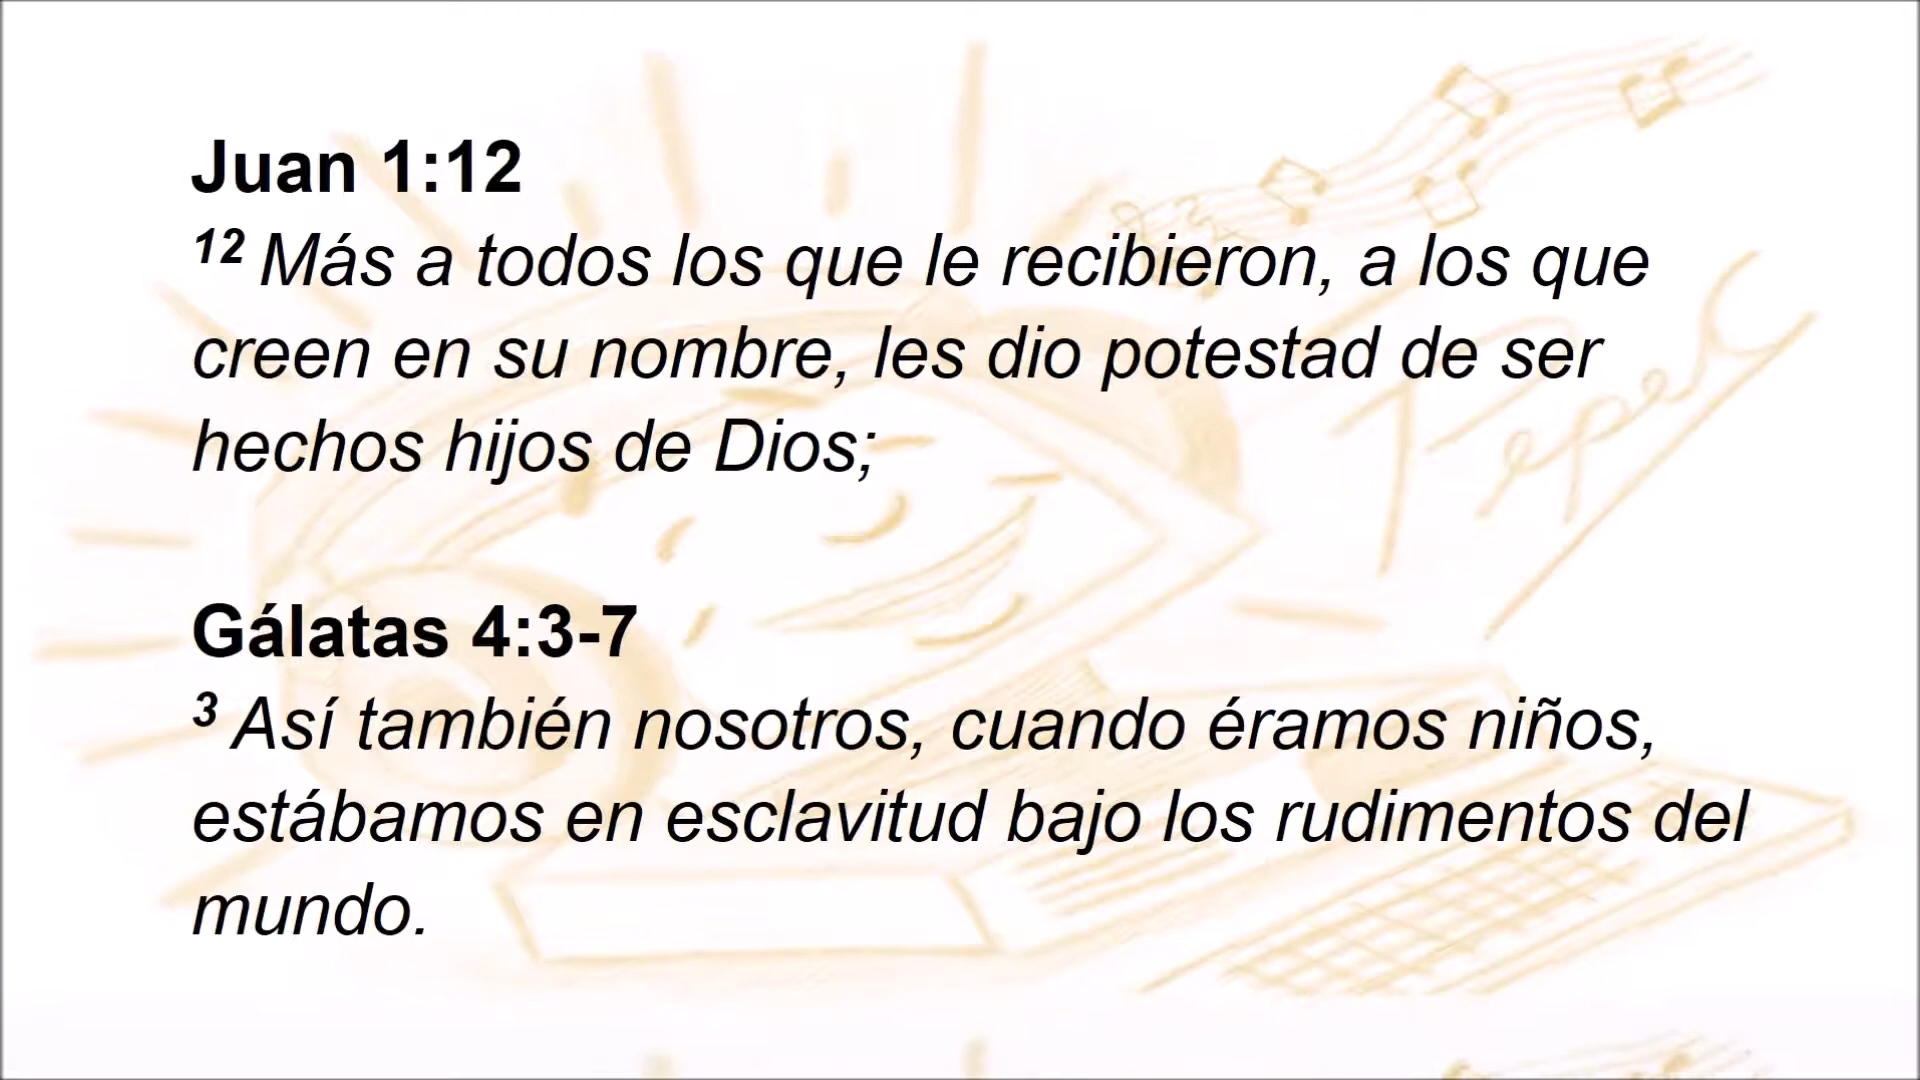 Juan 1:12
12 Más a todos los que le recibieron, a los que
creen en su nombre, les dio potestad de ser
hechos hijos de Dios;
Gálatas 4:3-7
3 Así también nosotros, cuando éramos niños,
estábamos en esclavitud bajo los rudimentos del
mundo.